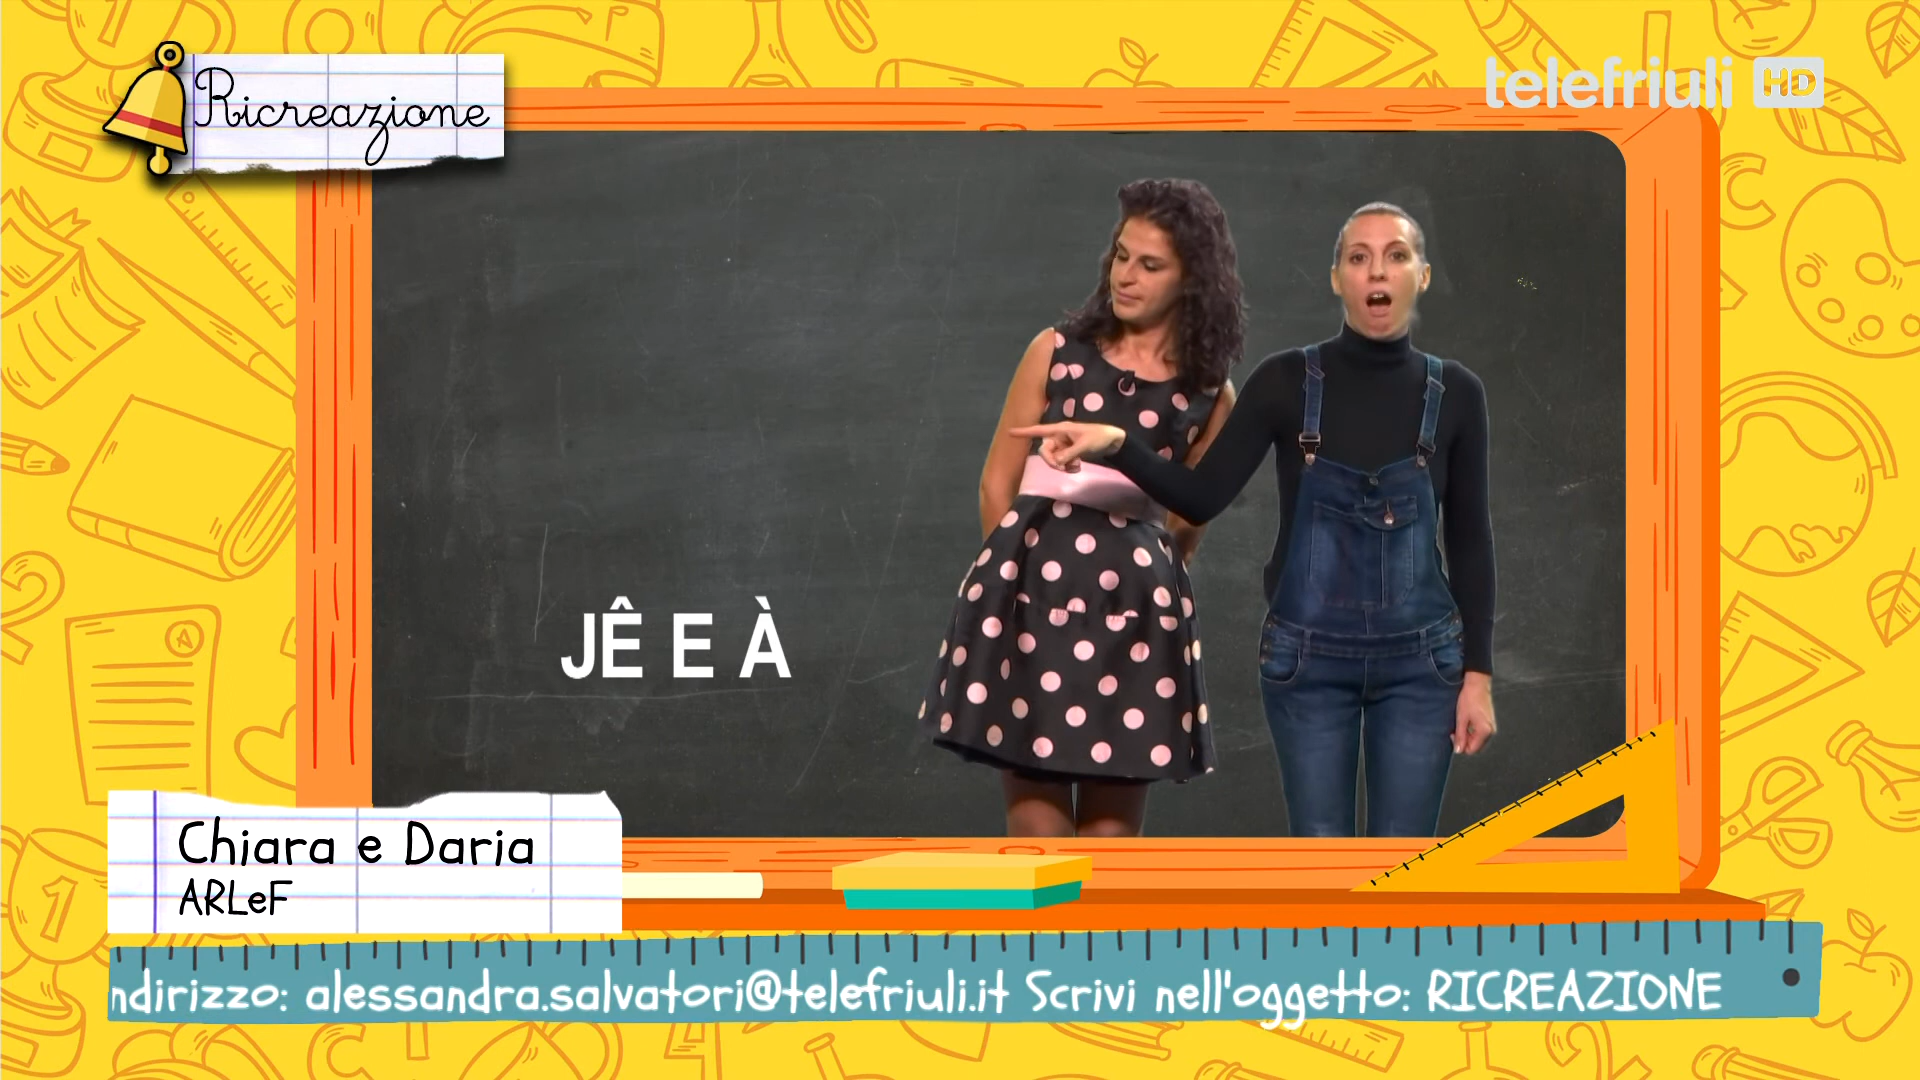 Ricreazione
telefriuli HD
JÊ E À
Chiara e Daria
ARLeF
ndirizzo: alessandra.salvatori@telefriuli.it Scrivi nell'oggetto: RICREAZIONE